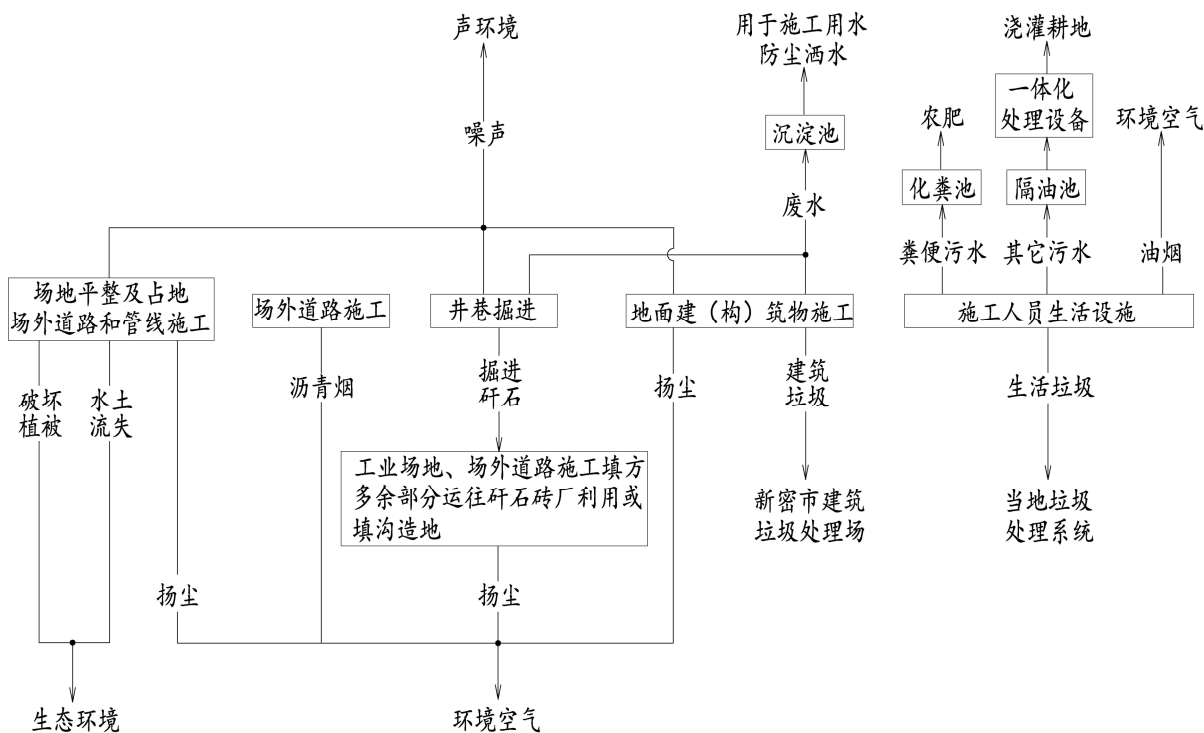 声环境
用于施工用水
防尘洒水
浇灌耕地
一体化
处理设备
农肥
环境空气
噪声
沉淀池
化粪池
隔油池
废水
粪便污水
其它污水
油烟
场地平整及占地
场外道路和管线施工
场外道路施工
井巷掘进
地面建（构）筑物施工
施工人员生活设施
破坏
植被
水土
流失
沥青烟
掘进
矸石
扬尘
建筑
垃圾
生活垃圾
工业场地、场外道路施工填方
多余部分运往矸石砖厂利用或
填沟造地
新密市建筑
垃圾处理场
当地垃圾
处理系统
扬尘
扬尘
生态环境
环境空气